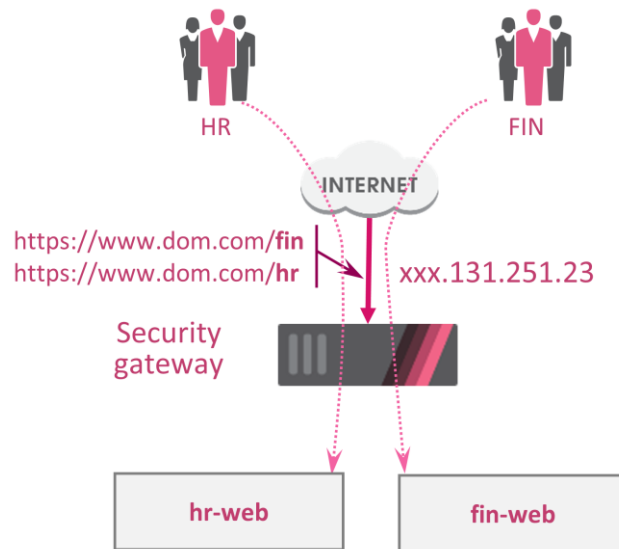 HR
FIN
INTERNET
https://www.dom.com/fin
https://www.dom.com/hr
xxx.131.251.23
Security
gateway
hr-web
fin-web